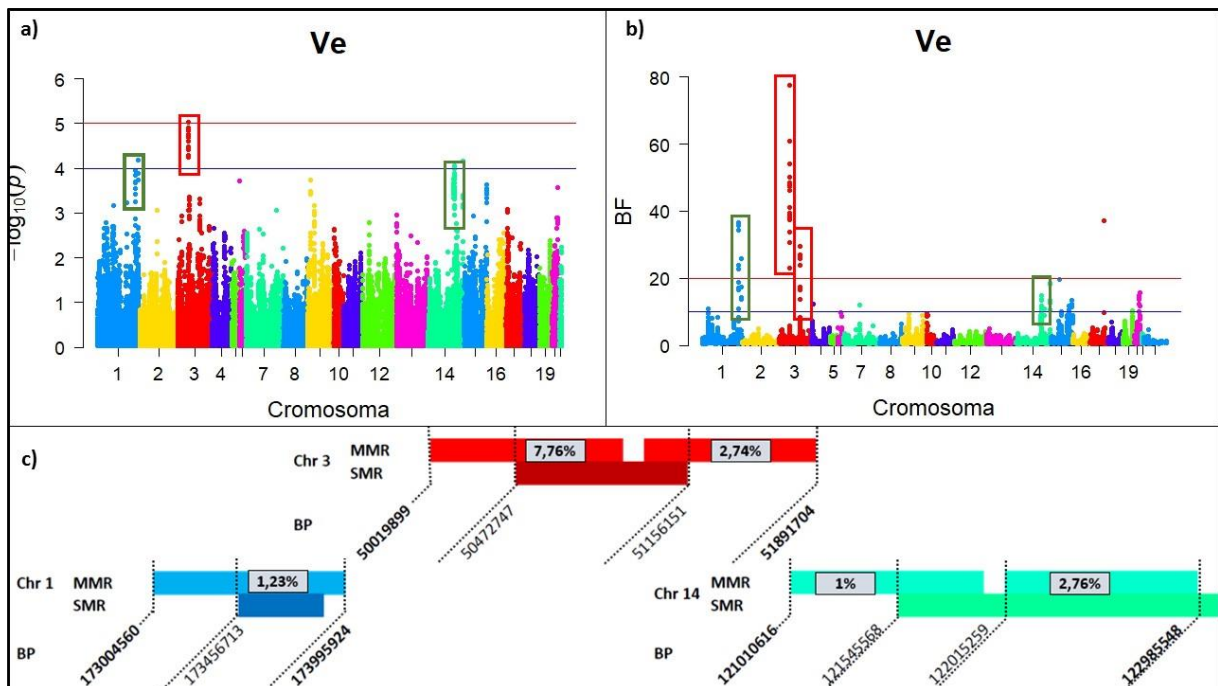 a)
Ve
6
5
4
3
2
1
0
−log10(p)
1 2 3 4 7 8 10 12 14 16 19
Cromosoma
b)
Ve
80
60
40
20
0
BF
1 2 3 5 7 8 10 12 14 16 19
Cromosoma
c)
Chr 3 MMR 7,76% 2,74%
SMR
BP 50019899 50472747 51156151 51891704
Chr 1 MMR 1,23%
SMR
BP 173004560 173456713 173995924
Chr 14 MMR 1% 2,76%
SMR
BP 121010616 121545568 122015259 122985548